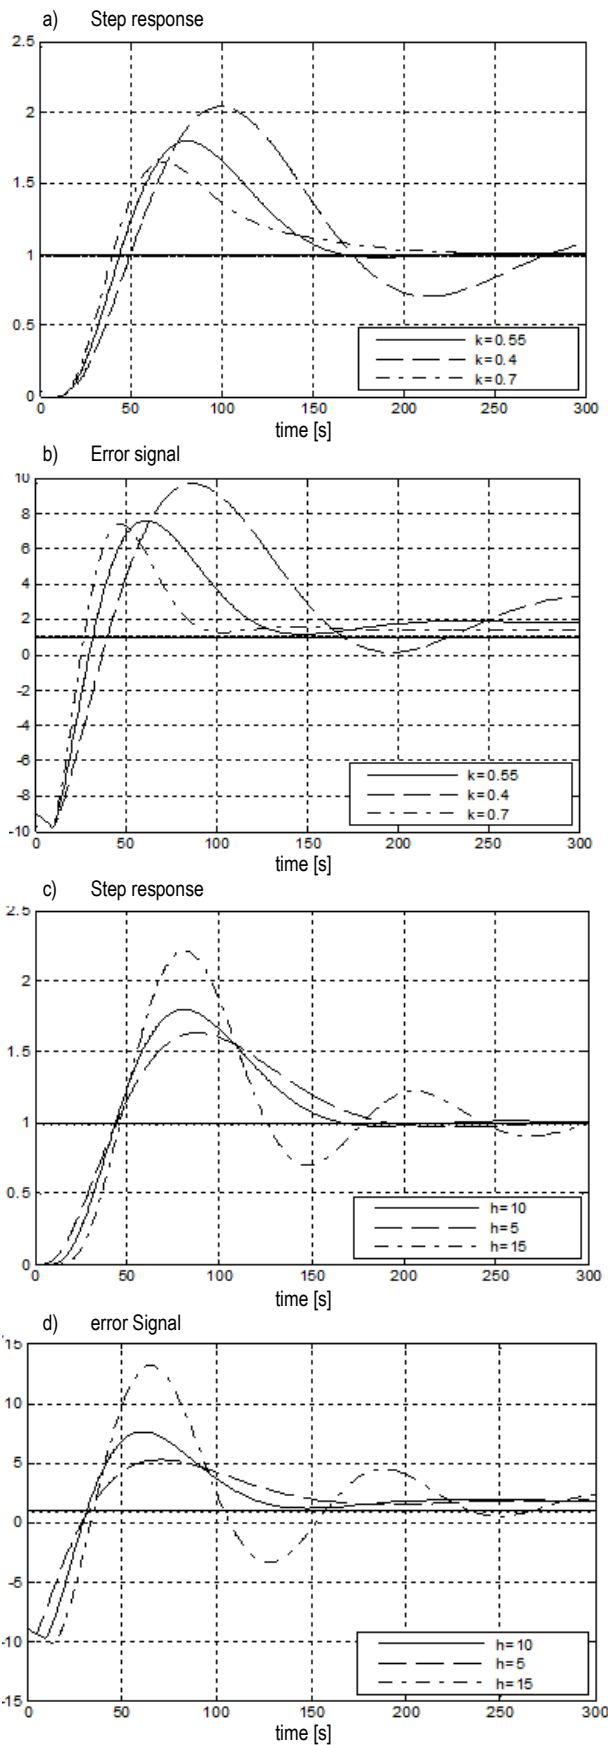 a) Step response
2.5
2
1.5
1
0.5
0
k=0.55
k=0.4
k=0.7
0 50 100 150 200 250 300
time [s]
b) Error signal
10
8
6
4
2
0
-2
-4
-6
-8
-10
k=0.55
k=0.4
k=0.7
0 50 100 150 200 250 300
time [s]
c) Step response
2.5
2
1.5
1
0.5
0
h=10
h=5
h=15
0 50 100 150 200 250 300
time [s]
d) error Signal
15
10
5
0
-5
-10
-15
h=10
h=5
h=15
0 50 100 150 200 250 300
time [s]